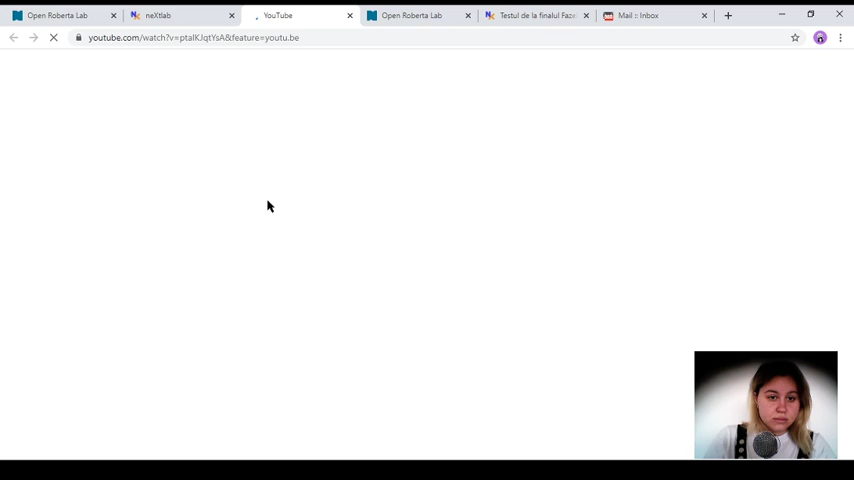 Open Roberta Lab
neXtlab
YouTube
Open Roberta Lab
Testul de la finalul Faze
Mail :: Inbox
youtube.com/watch?v=ptalKJqtYsA&feature=youtu.be